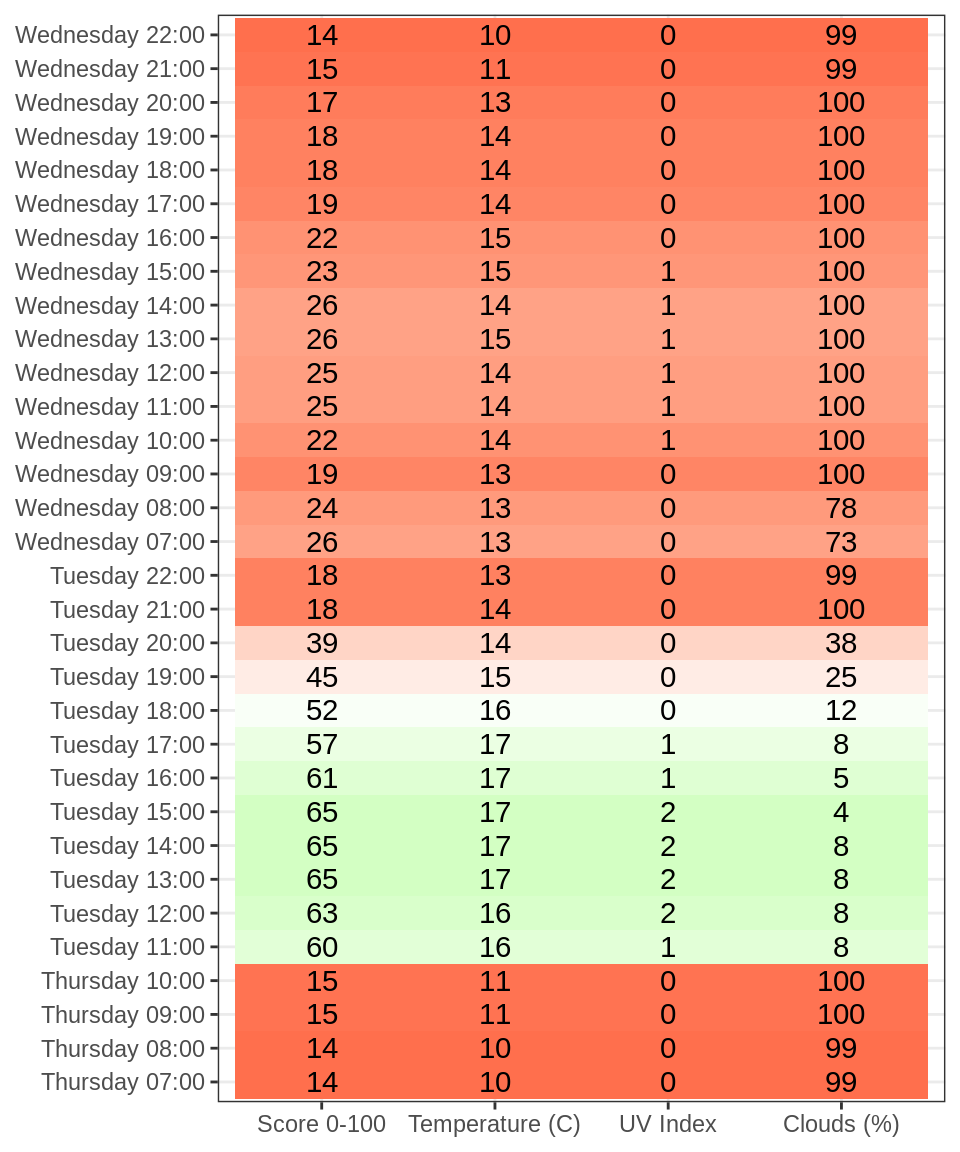 Wednesday 22:00 14 10 0 99
Wednesday 21:00 15 11 0 99
Wednesday 20:00 17 13 0 100
Wednesday 19:00 18 14 0 100
Wednesday 18:00 18 14 0 100
Wednesday 17:00 19 14 0 100
Wednesday 16:00 22 15 0 100
Wednesday 15:00 23 15 1 100
Wednesday 14:00 26 14 1 100
Wednesday 13:00 26 15 1 100
Wednesday 12:00 25 14 1 100
Wednesday 11:00 25 14 1 100
Wednesday 10:00 22 14 1 100
Wednesday 09:00 19 13 0 100
Wednesday 08:00 24 13 0 78
Wednesday 07:00 26 13 0 73
Tuesday 22:00 18 13 0 99
Tuesday 21:00 18 14 0 100
Tuesday 20:00 39 14 0 38
Tuesday 19:00 45 15 0 25
Tuesday 18:00 52 16 0 12
Tuesday 17:00 57 17 1 8
Tuesday 16:00 61 17 1 5
Tuesday 15:00 65 17 2 4
Tuesday 14:00 65 17 2 8
Tuesday 13:00 65 17 2 8
Tuesday 12:00 63 16 2 8
Tuesday 11:00 60 16 1 8
Thursday 10:00 15 11 0 100
Thursday 09:00 15 11 0 100
Thursday 08:00 14 10 0 99
Thursday 07:00 14 10 0 99
Score 0-100 Temperature (C) UV Index Clouds (%)